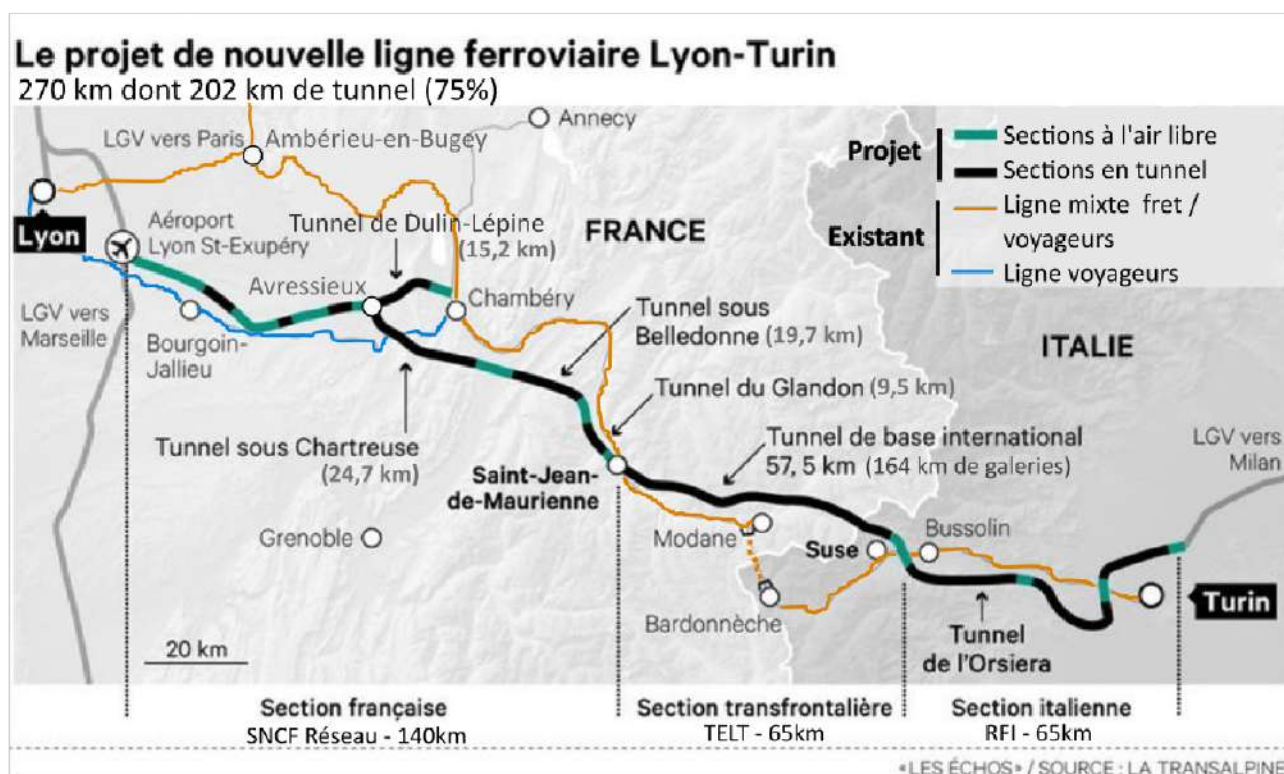 Le projet de nouvelle ligne ferroviaire Lyon-Turin
270 km dont 202 km de tunnel (75%)
LGV vers Paris
Ambérieu-en-Bugey
Annecy
Projet
Sections à l'air libre
Sections en tunnel
Existant
Ligne mixte fret /
voyageurs
Ligne voyageurs
Lyon
Aéroport
Lyon St-Exupéry
Tunnel de Dulin-Lépine
(15,2 km)
FRANCE
Avressieux
Chambéry
LGV vers
Marseille
Bourgoin-
Jallieu
Tunnel sous
Belledonne (19,7 km)
ITALIE
Tunnel du Glandon (9,5 km)
Tunnel sous Chartreuse
(24,7 km)
Saint-Jean-
de-Maurienne
Tunnel de base international
57, 5 km (164 km de galeries)
LGV vers
Milan
Grenoble
Modane
Suse
Bussolin
Bardonnèche
Turin
Tunnel
de l'Orsiera
20 km
Section française
SNCF Réseau - 140km
Section transfrontalière
TELT - 65km
Section italienne
RFI - 65km
«LES ÉCHOS» / SOURCE : LA TRANSALPINE